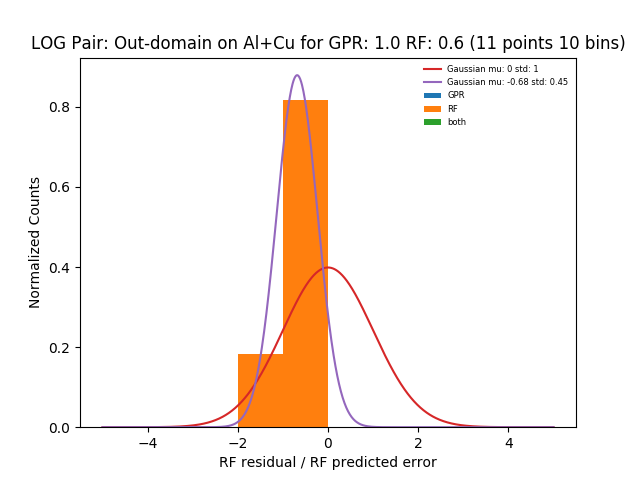 LOG Pair: Out-domain on Al+Cu for GPR: 1.0 RF: 0.6 (11 points 10 bins)
Gaussian mu: 0 std: 1
Gaussian mu: -0.68 std: 0.45
GPR
RF
both
Normalized Counts
0.8
0.6
0.4
0.2
0.0
−4 −2 0 2 4
RF residual / RF predicted error